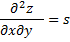 ∂²z/∂x∂y = s